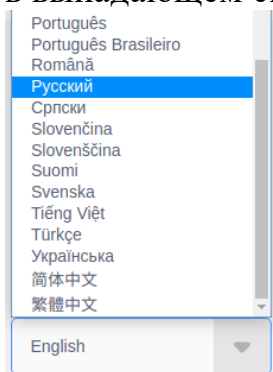 в выпадающем
Português
Português Brasileiro
Română
Русский
Српски
Slovenčina
Slovenščina
Suomi
Svenska
Tiếng Việt
Türkçe
Українська
简体中文
繁體中文
English